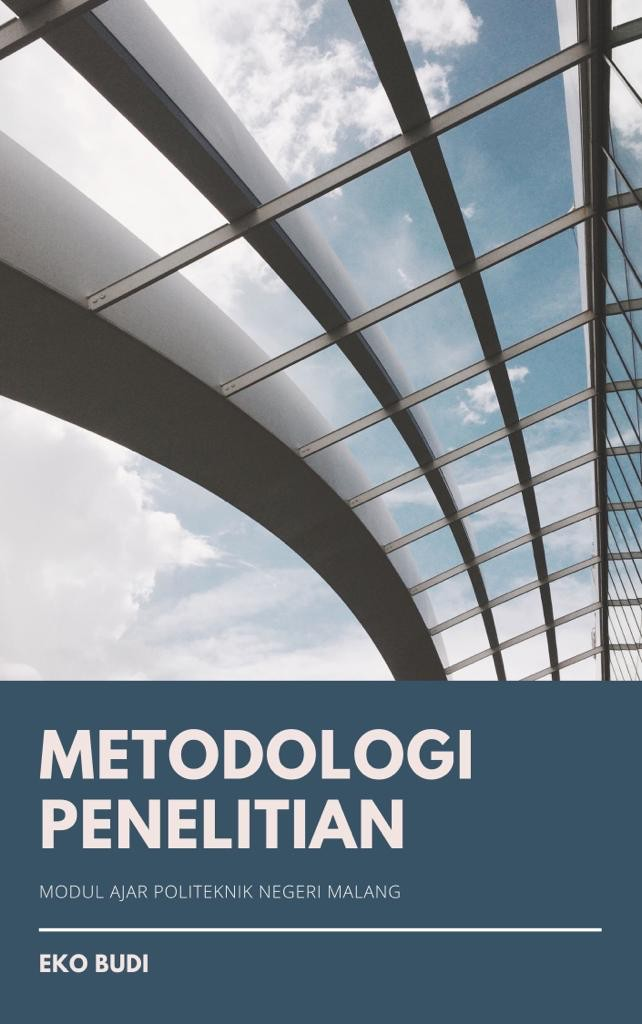 METODOLOGI
PENELITIAN
MODUL AJAR POLITEKNIK NEGERI MALANG
EKO BUDI